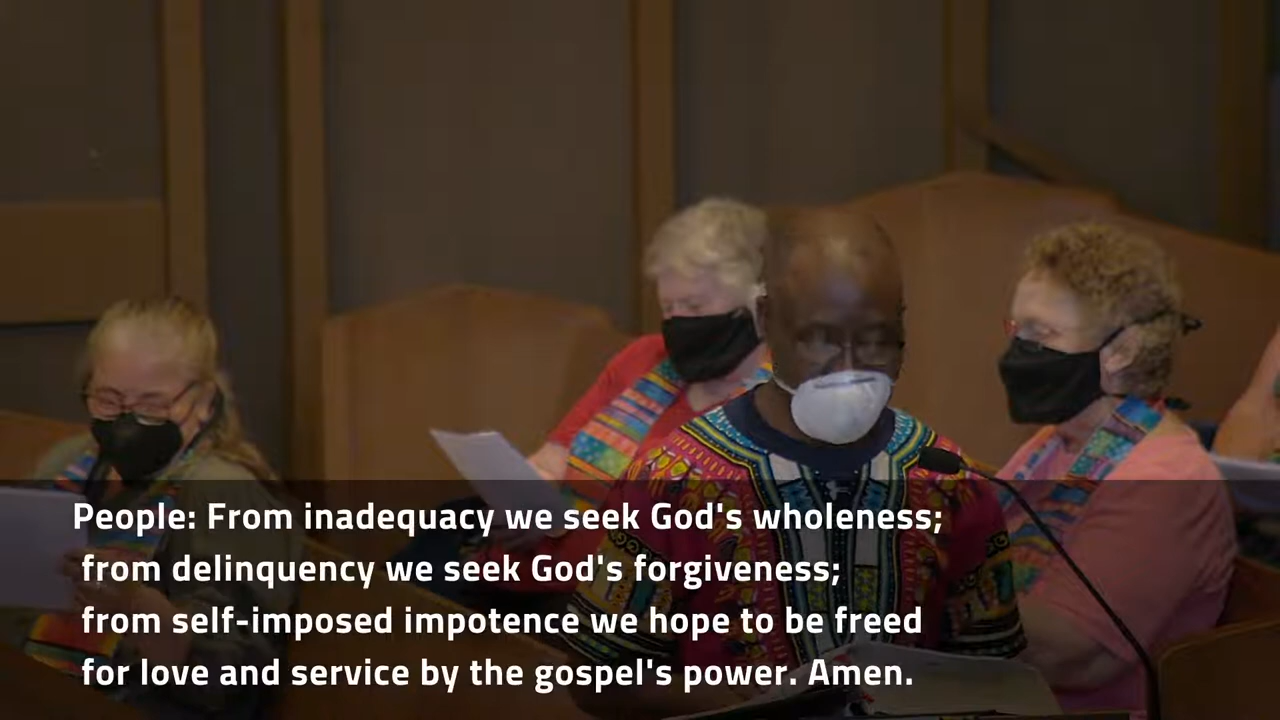 People: From inadequacy we seek God's wholeness;
from delinquency we seek God's forgiveness;
from self-imposed impotence we hope to be freed
for love and service by the gospel's power. Amen.